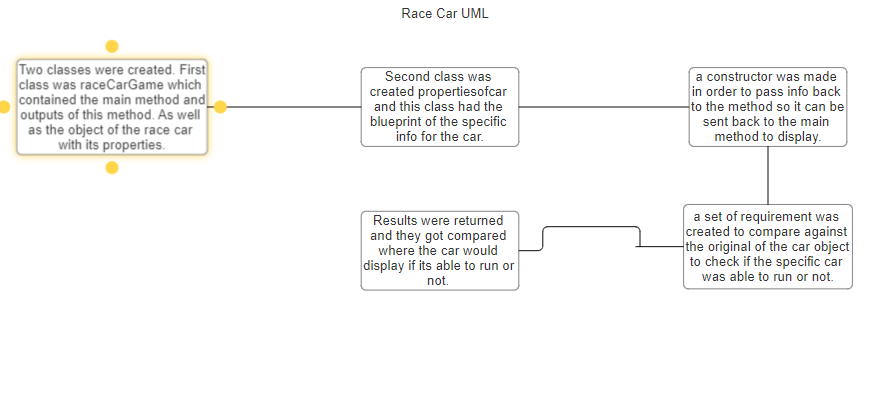 Race Car UML
Two classes were created. First
class was raceCarGame which
contained the main method and
outputs of this method. As well
as the object of the race car
with its properties.
Second class was
created propertiesofcar
and this class had the
blueprint of the specific
info for the car.
a constructor was made
in order to pass info back
to the method so it can be
sent back to the main
method to display.
a set of requirement was
created to compare against
the original of the car object
to check if the specific car
was able to run or not.
Results were returned
and they got compared
where the car would
display if its able to run or
not.